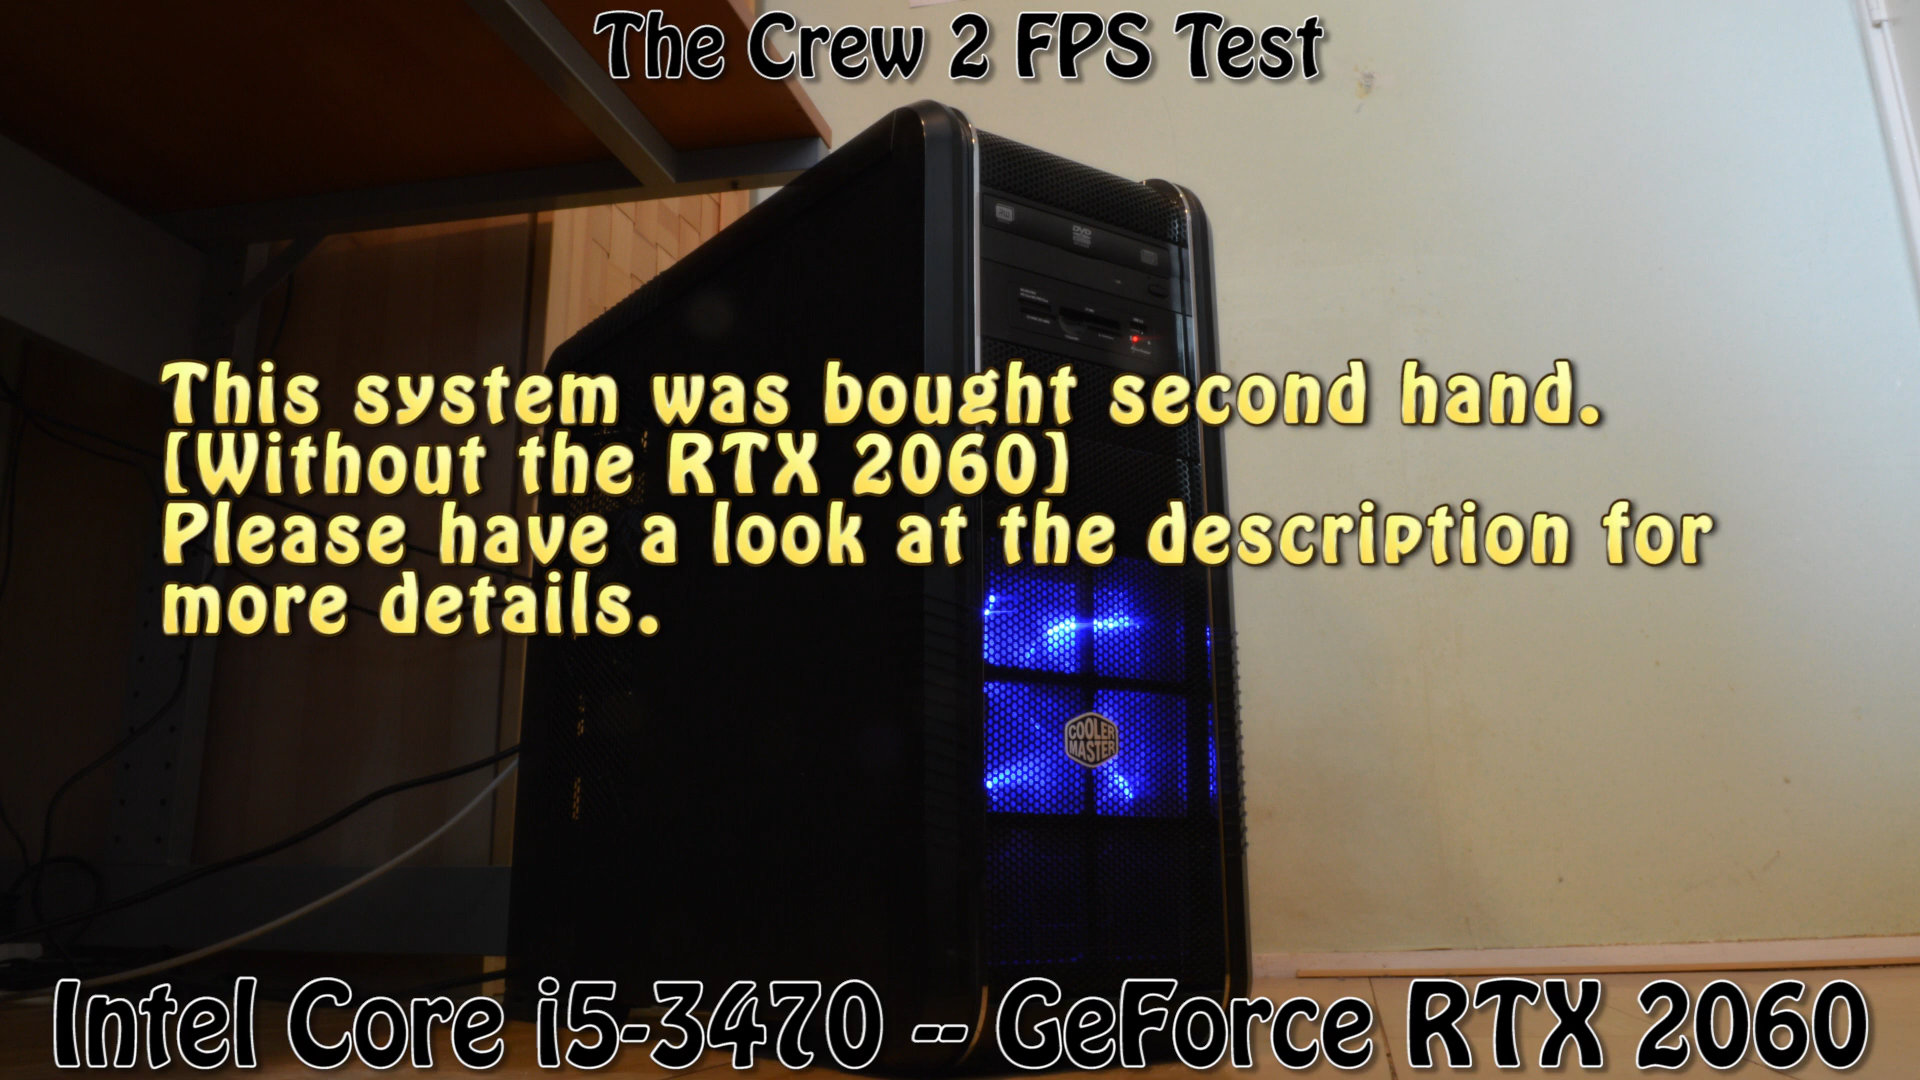 The Crew 2 FPS Test
DVD
This system was bought second hand.
[Without the RTX 2060]
Please have a look at the description for
more details.
COOLER
MASTER
Intel Core i5-3470 -- GeForce RTX 2060